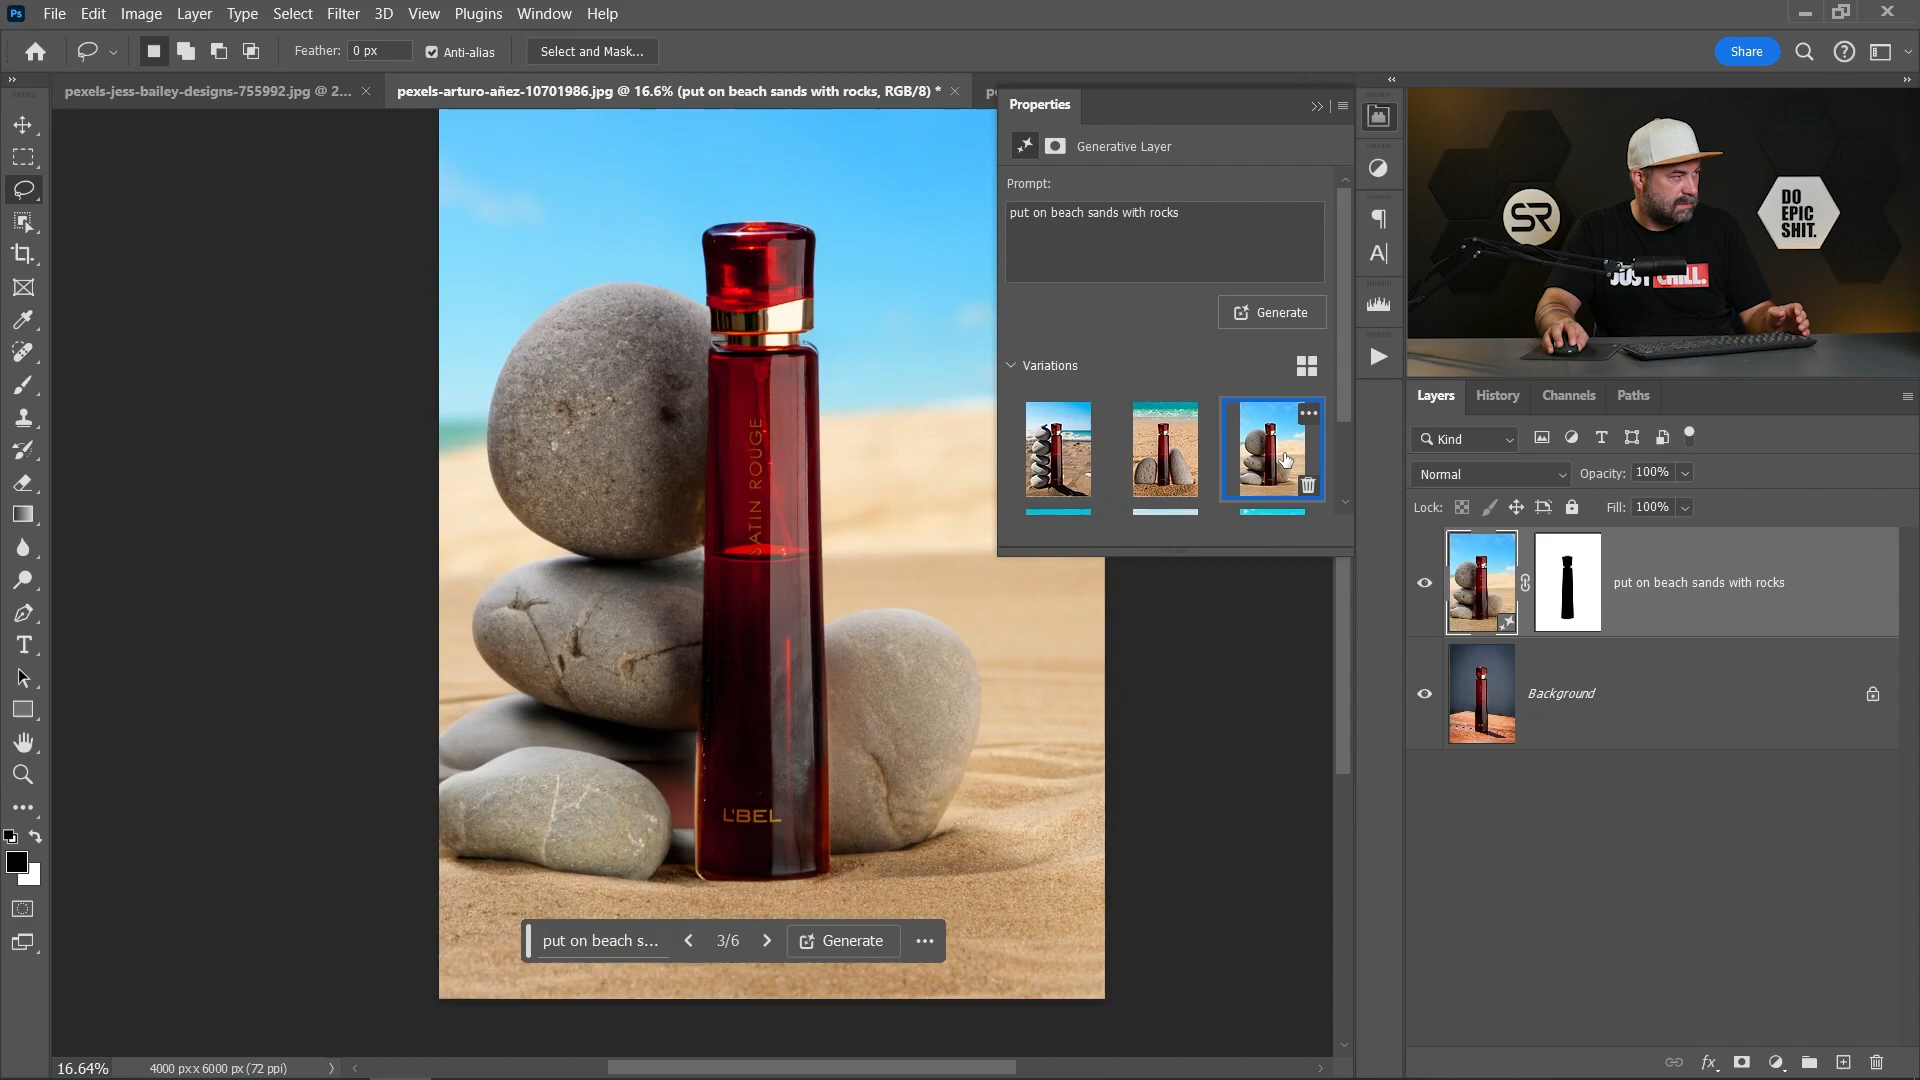 Ps File Edit Image Layer Type Select Filter 3D View Plugins Window Help
Feather: 0 px Anti-alias Select and Mask... Share
pexels-jess-bailey-designs-755992.jpg @ 2...
pexels-arturo-añez-10701986.jpg @ 16.6% (put on beach sands with rocks, RGB/8) *
Properties
Generative Layer
Prompt:
put on beach sands with rocks
Generate
Variations
SATIN ROUGE
L'BEL
put on beach s... 3/6 Generate
16.64% 4000 px x 6000 px (72 ppi)
SR
DO
EPIC
SHIT.
JUST CHILL.
Layers History Channels Paths
Kind
Normal Opacity: 100%
Lock: Fill: 100%
put on beach sands with rocks
Background
fx